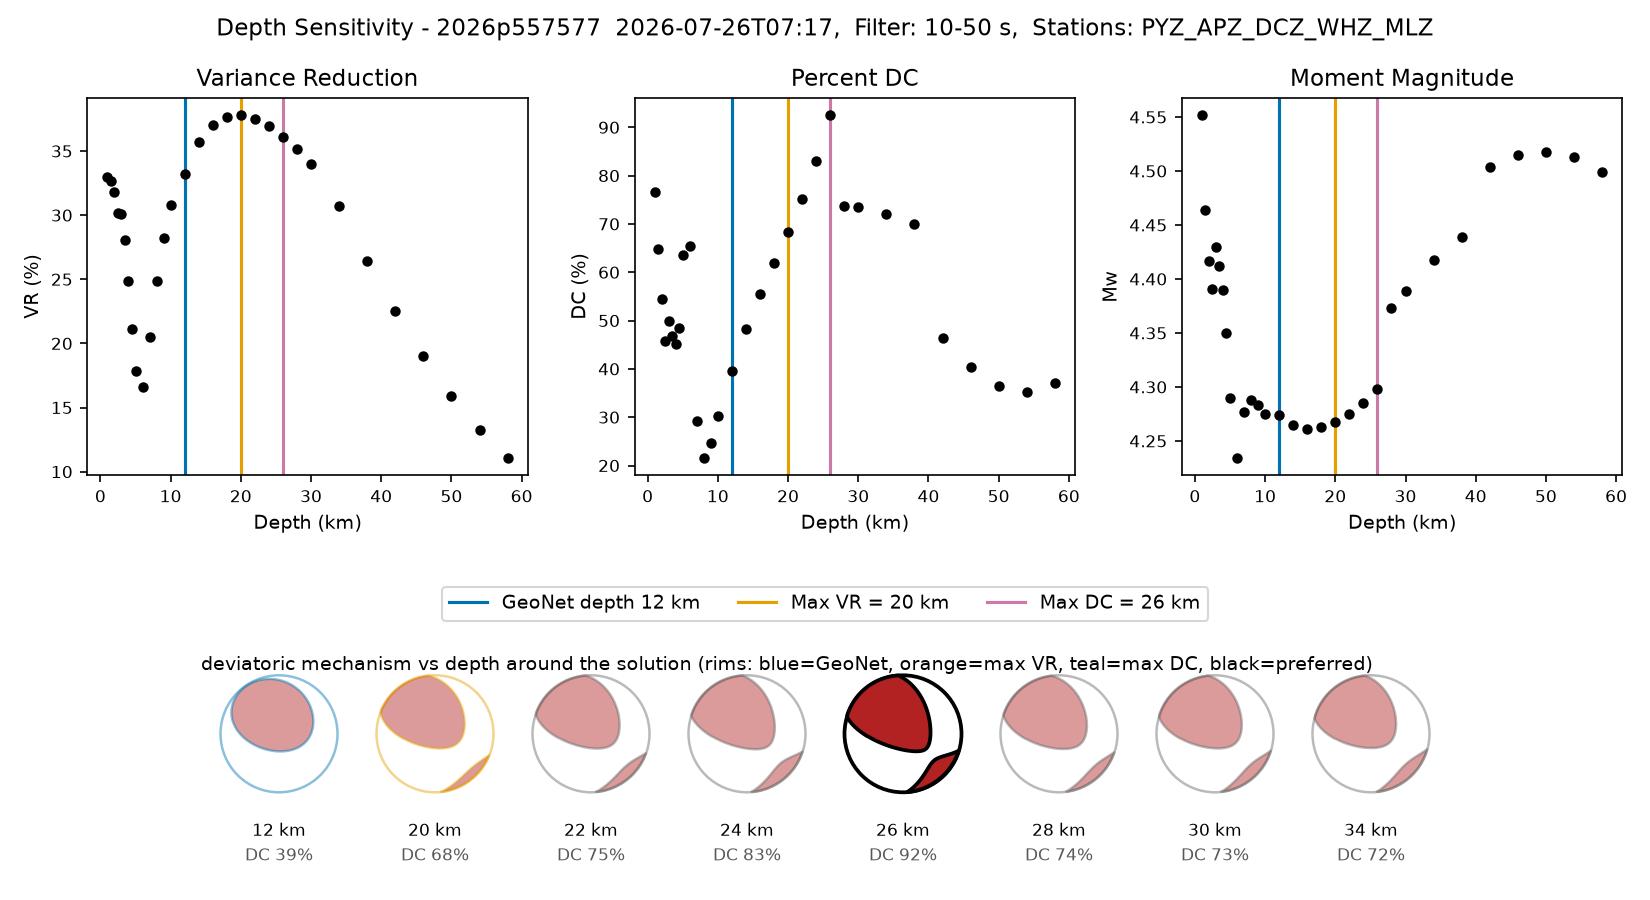 Depth Sensitivity - 2026p557577  2026-07-26T07:17,  Filter: 10-50 s,  Stations: PYZ_APZ_DCZ_WHZ_MLZ
Variance Reduction
VR (%)
35
30
25
20
15
10
0 10 20 30 40 50 60
Depth (km)
Percent DC
DC (%)
90
80
70
60
50
40
30
20
0 10 20 30 40 50 60
Depth (km)
Moment Magnitude
Mw
4.55
4.50
4.45
4.40
4.35
4.30
4.25
0 10 20 30 40 50 60
Depth (km)
GeoNet depth 12 km Max VR = 20 km Max DC = 26 km
deviatoric mechanism vs depth around the solution (rims: blue=GeoNet, orange=max VR, teal=max DC, black=preferred)
12 km 20 km 22 km 24 km 26 km 28 km 30 km 34 km
DC 39% DC 68% DC 75% DC 83% DC 92% DC 74% DC 73% DC 72%